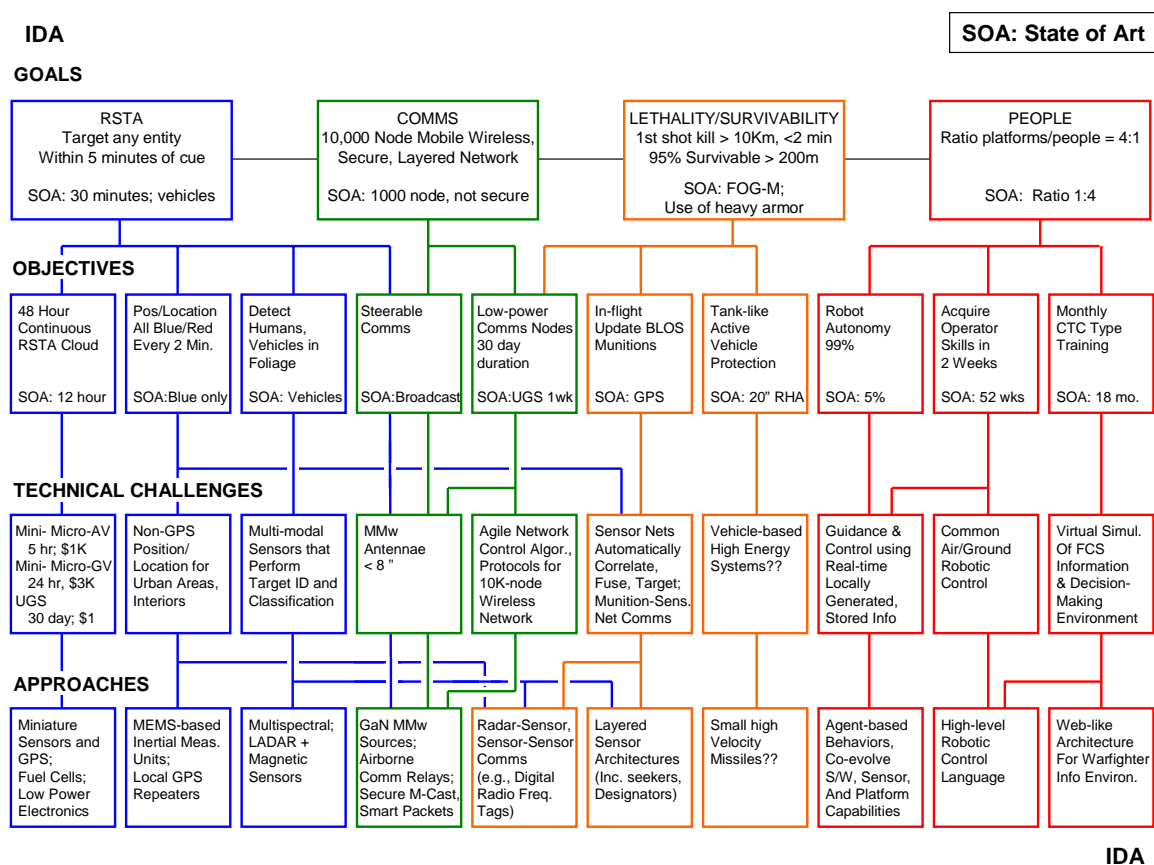 IDA
SOA: State of Art
GOALS
RSTA
Target any entity
Within 5 minutes of cue
SOA: 30 minutes; vehicles
COMMS
10,000 Node Mobile Wireless,
Secure, Layered Network
SOA: 1000 node, not secure
LETHALITY/SURVIVABILITY
1st shot kill > 10Km, <2 min
95% Survivable > 200m
SOA: FOG-M;
Use of heavy armor
PEOPLE
Ratio platforms/people = 4:1
SOA: Ratio 1:4
OBJECTIVES
48 Hour
Continuous
RSTA Cloud
SOA: 12 hour
Pos/Location
All Blue/Red
Every 2 Min.
SOA:Blue only
Detect
Humans,
Vehicles in
Foliage
SOA: Vehicles
Steerable
Comms
SOA:Broadcast
Low-power
Comms Nodes
30 day
duration
SOA:UGS 1wk
In-flight
Update BLOS
Munitions
SOA: GPS
Tank-like
Active
Vehicle
Protection
SOA: 20” RHA
Robot
Autonomy
99%
SOA: 5%
Acquire
Operator
Skills in
2 Weeks
SOA: 52 wks
Monthly
CTC Type
Training
SOA: 18 mo.
TECHNICAL CHALLENGES
Mini- Micro-AV
5 hr; $1K
Mini- Micro-GV
24 hr, $3K
UGS
30 day; $1
Non-GPS
Position/
Location for
Urban Areas,
Interiors
Multi-modal
Sensors that
Perform
Target ID and
Classification
MMw
Antennae
< 8 ”
Agile Network
Control Algor.,
Protocols for
10K-node
Wireless
Network
Sensor Nets
Automatically
Correlate,
Fuse, Target;
Munition-Sens.
Net Comms
Vehicle-based
High Energy
Systems??
Guidance &
Control using
Real-time
Locally
Generated,
Stored Info
Common
Air/Ground
Robotic
Control
Virtual Simul.
Of FCS
Information
& Decision-
Making
Environment
APPROACHES
Miniature
Sensors and
GPS;
Fuel Cells;
Low Power
Electronics
MEMS-based
Inertial Meas.
Units;
Local GPS
Repeaters
Multispectral;
LADAR +
Magnetic
Sensors
GaN MMw
Sources;
Airborne
Comm Relays;
Secure M-Cast,
Smart Packets
Radar-Sensor,
Sensor-Sensor
Comms
(e.g., Digital
Radio Freq.
Tags)
Layered
Sensor
Architectures
(Inc. seekers,
Designators)
Small high
Velocity
Missiles??
Agent-based
Behaviors,
Co-evolve
S/W, Sensor,
And Platform
Capabilities
High-level
Robotic
Control
Language
Web-like
Architecture
For Warfighter
Info Environ.
IDA